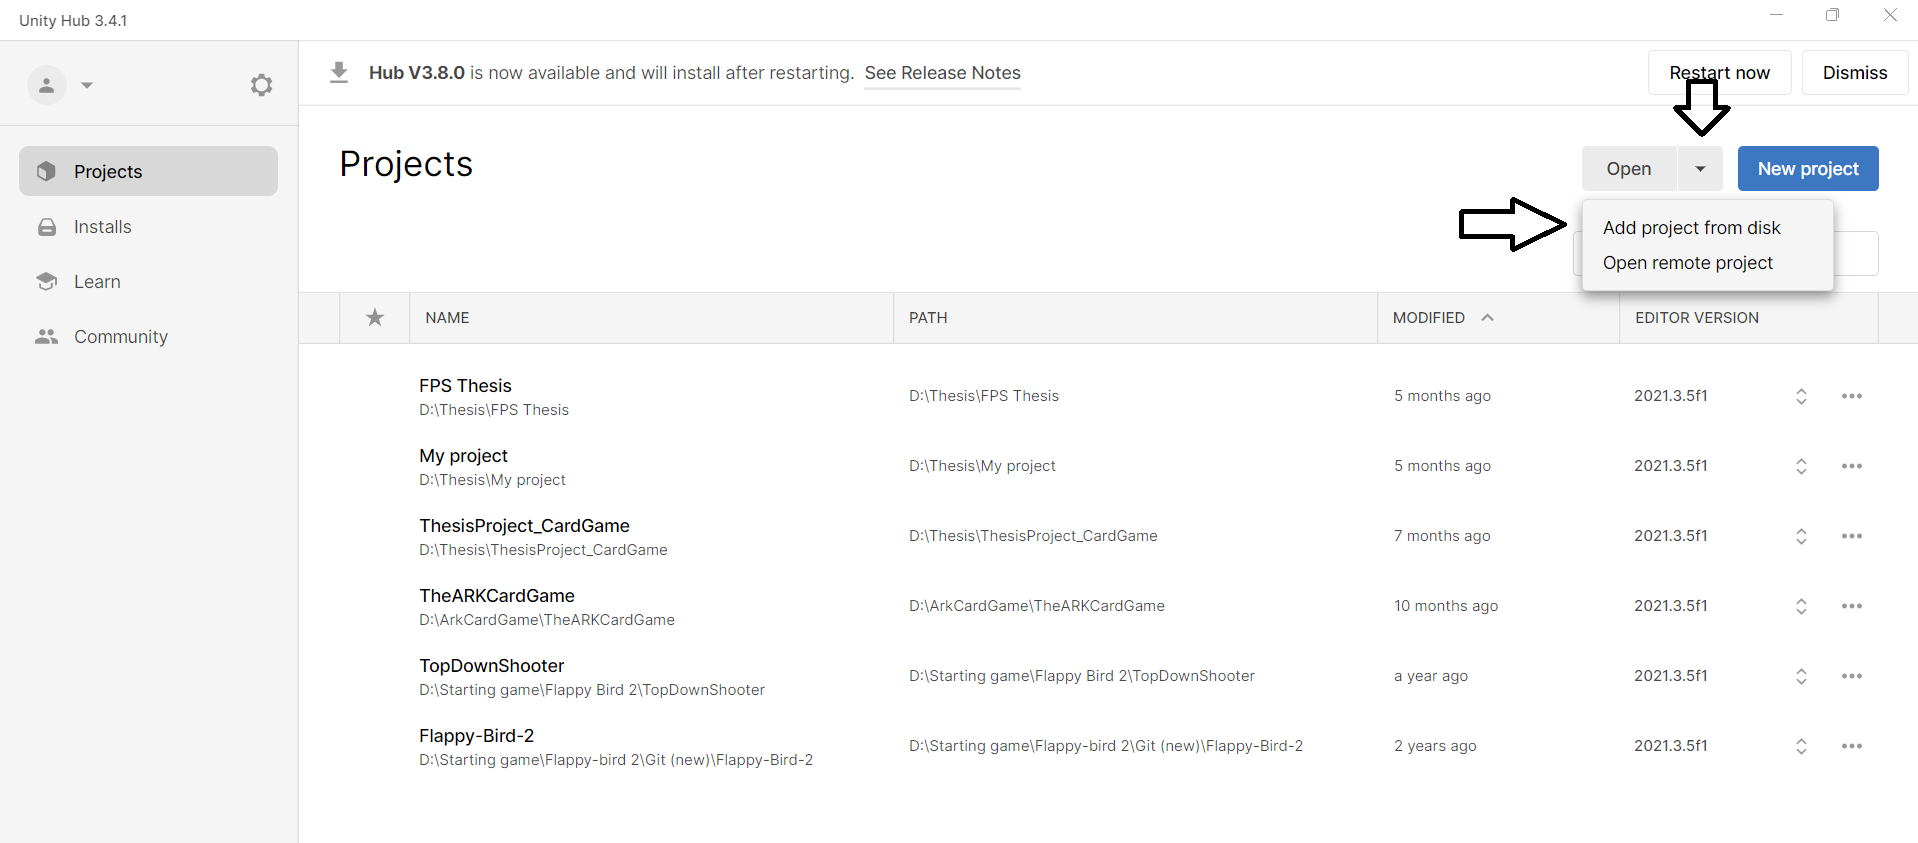 Unity Hub 3.4.1
Hub V3.8.0 is now available and will install after restarting. See Release Notes
Restart now
Dismiss
Projects
Installs
Learn
Community
Projects
Open
New project
Add project from disk
Open remote project
NAME PATH MODIFIED EDITOR VERSION
FPS Thesis
D:\Thesis\FPS Thesis
D:\Thesis\FPS Thesis 5 months ago 2021.3.5f1
My project
D:\Thesis\My project
D:\Thesis\My project 5 months ago 2021.3.5f1
ThesisProject_CardGame
D:\Thesis\ThesisProject_CardGame
D:\Thesis\ThesisProject_CardGame 7 months ago 2021.3.5f1
TheARKCardGame
D:\ArkCardGame\TheARKCardGame
D:\ArkCardGame\TheARKCardGame 10 months ago 2021.3.5f1
TopDownShooter
D:\Starting game\Flappy Bird 2\TopDownShooter
D:\Starting game\Flappy Bird 2\TopDownShooter a year ago 2021.3.5f1
Flappy-Bird-2
D:\Starting game\Flappy-bird 2\Git (new)\Flappy-Bird-2
D:\Starting game\Flappy-bird 2\Git (new)\Flappy-Bird-2 2 years ago 2021.3.5f1